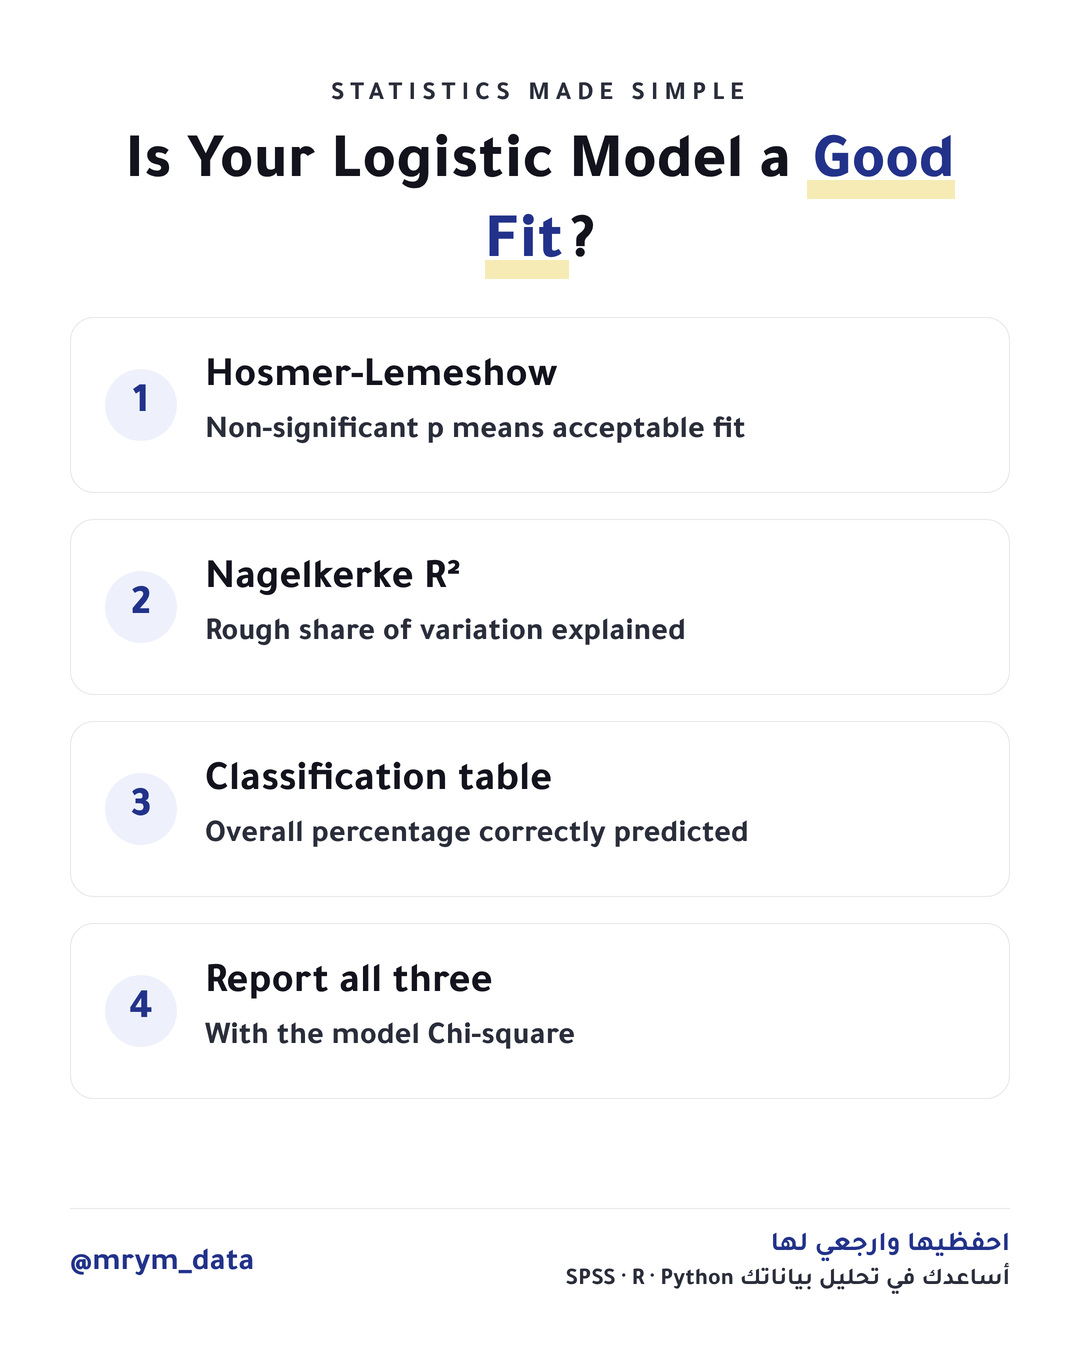 STATISTICS MADE SIMPLE
Is Your Logistic Model a Good
Fit?
1
Hosmer-Lemeshow
Non-significant p means acceptable fit
2
Nagelkerke R²
Rough share of variation explained
3
Classification table
Overall percentage correctly predicted
4
Report all three
With the model Chi-square
@mrym_data
احفظيها وارجعي لها
أساعدك في تحليل بياناتك SPSS · R · Python